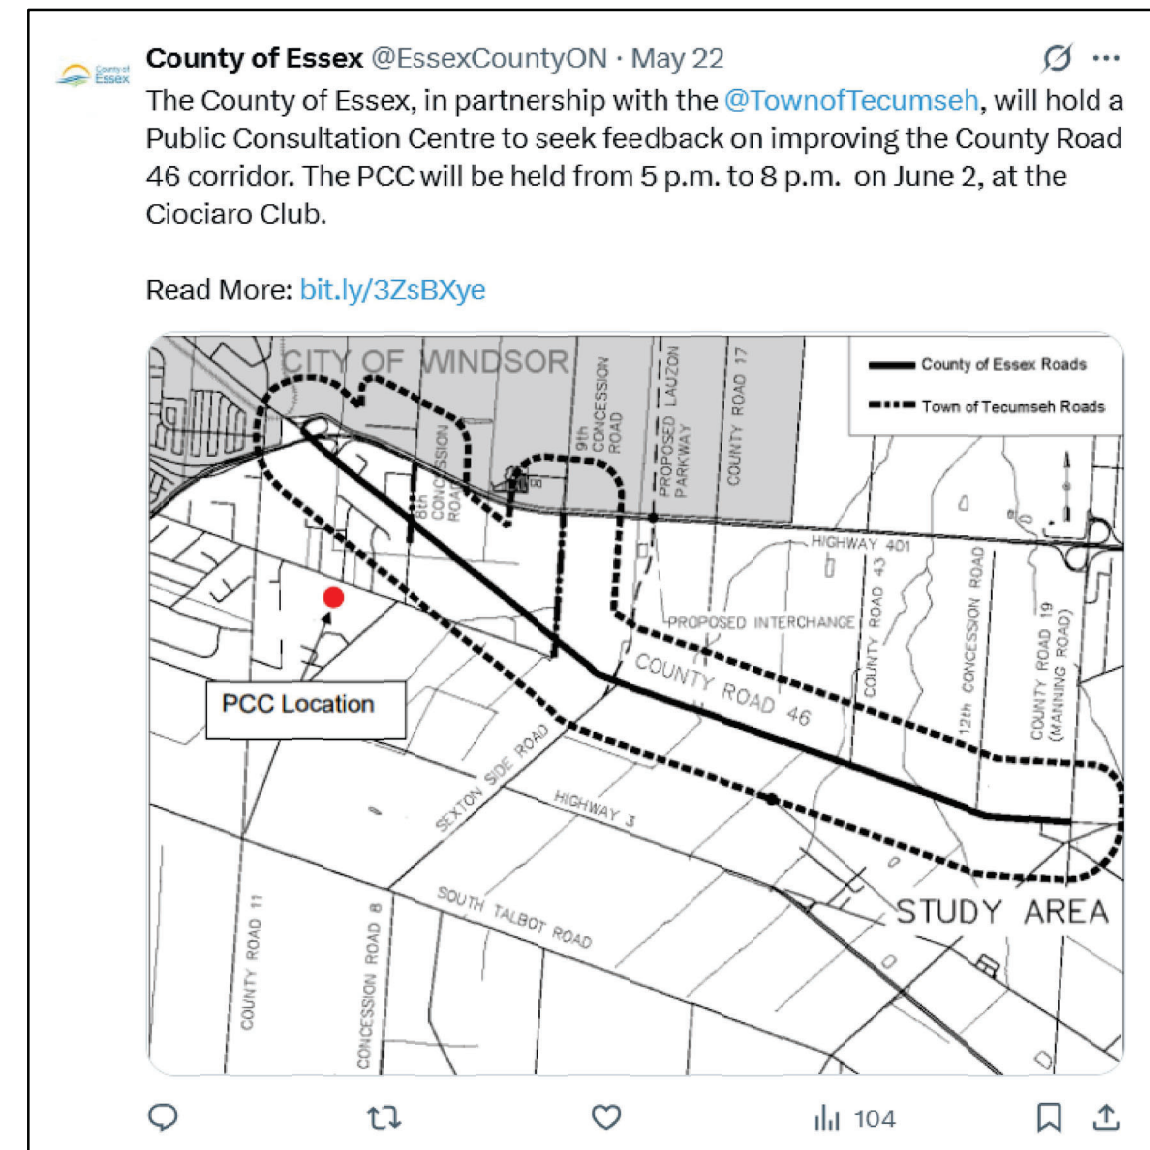 County of Essex @EssexCountyON · May 22
County of
Essex
The County of Essex, in partnership with the @TownofTecumseh, will hold a
Public Consultation Centre to seek feedback on improving the County Road
46 corridor. The PCC will be held from 5 p.m. to 8 p.m. on June 2, at the
Ciociaro Club.
Read More: bit.ly/3ZsBXye
CITY OF WINDSOR
County of Essex Roads
Town of Tecumseh Roads
8th
CONCESSION
ROAD
9th
CONCESSION
ROAD
PROPOSED LAUZON
PARKWAY
COUNTY ROAD 17
HIGHWAY 401
PROPOSED INTERCHANGE
COUNTY ROAD 43
12th CONCESSION ROAD
COUNTY ROAD 19
(MANNING ROAD)
COUNTY ROAD 46
PCC Location
SEXTON SIDE ROAD
HIGHWAY 3
STUDY AREA
SOUTH TALBOT ROAD
COUNTY ROAD 11
CONCESSION ROAD 8
104